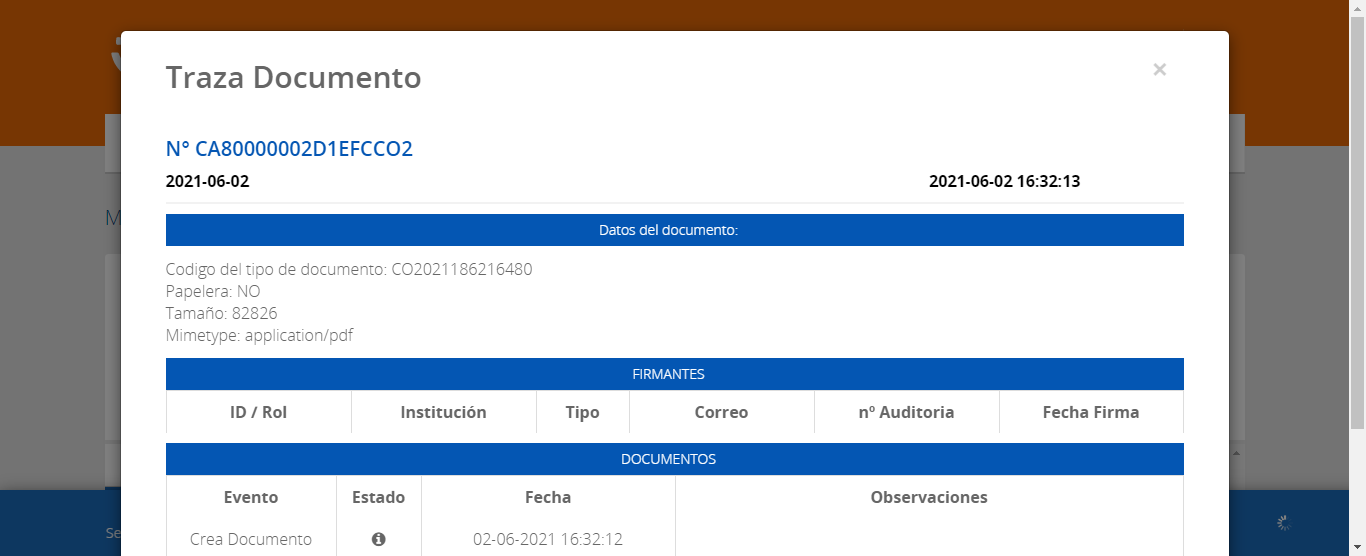 Traza Documento
×
N° CA80000002D1EFCCO2
2021-06-02 2021-06-02 16:32:13
Datos del documento:
Codigo del tipo de documento: CO2021186216480
Papelera: NO
Tamaño: 82826
Mimetype: application/pdf
FIRMANTES
ID / Rol Institución Tipo Correo nº Auditoria Fecha Firma
DOCUMENTOS
Evento Estado Fecha Observaciones
Crea Documento 02-06-2021 16:32:12